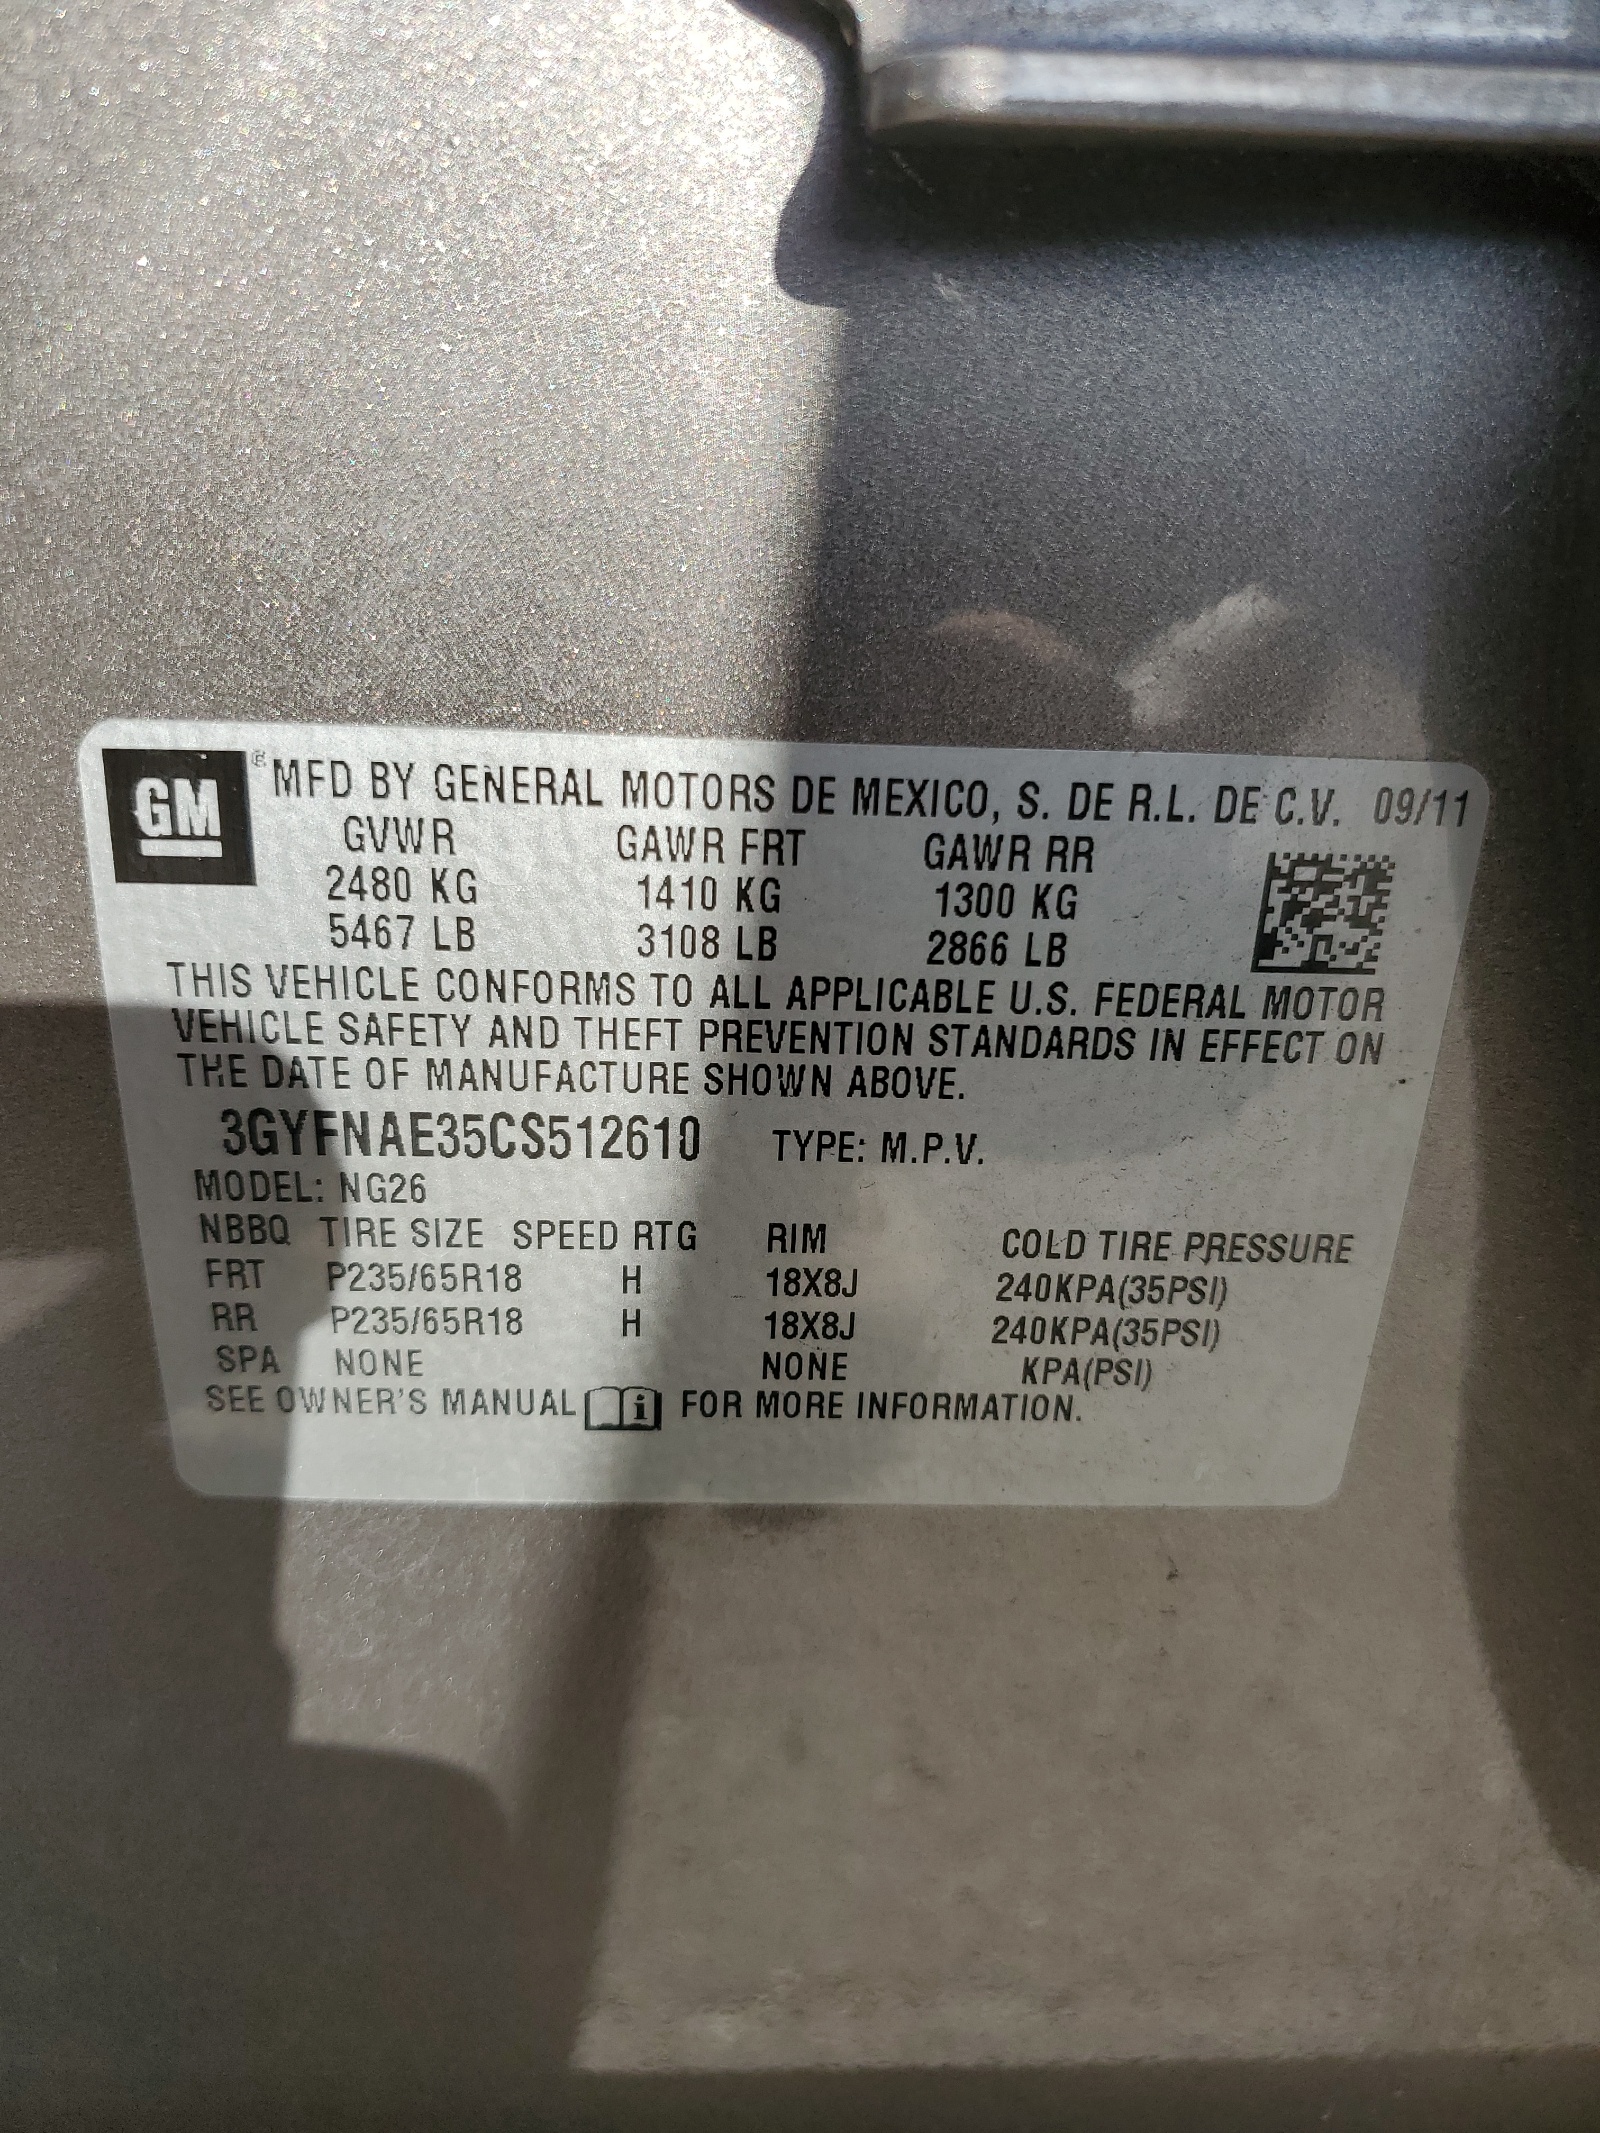 GM ® MFD BY GENERAL MOTORS DE MEXICO, S. DE R.L. DE C.V. 09/11
GVWR GAWR FRT GAWR RR
2480 KG 1410 KG 1300 KG
5467 LB 3108 LB 2866 LB
THIS VEHICLE CONFORMS TO ALL APPLICABLE U.S. FEDERAL MOTOR
VEHICLE SAFETY AND THEFT PREVENTION STANDARDS IN EFFECT ON
THE DATE OF MANUFACTURE SHOWN ABOVE.
3GYFNAE35CS512610 TYPE: M.P.V.
MODEL: NG26
NBBQ TIRE SIZE SPEED RTG RIM COLD TIRE PRESSURE
FRT P235/65R18 H 18X8J 240KPA(35PSI)
RR P235/65R18 H 18X8J 240KPA(35PSI)
SPA NONE NONE KPA(PSI)
SEE OWNER'S MANUAL i FOR MORE INFORMATION.